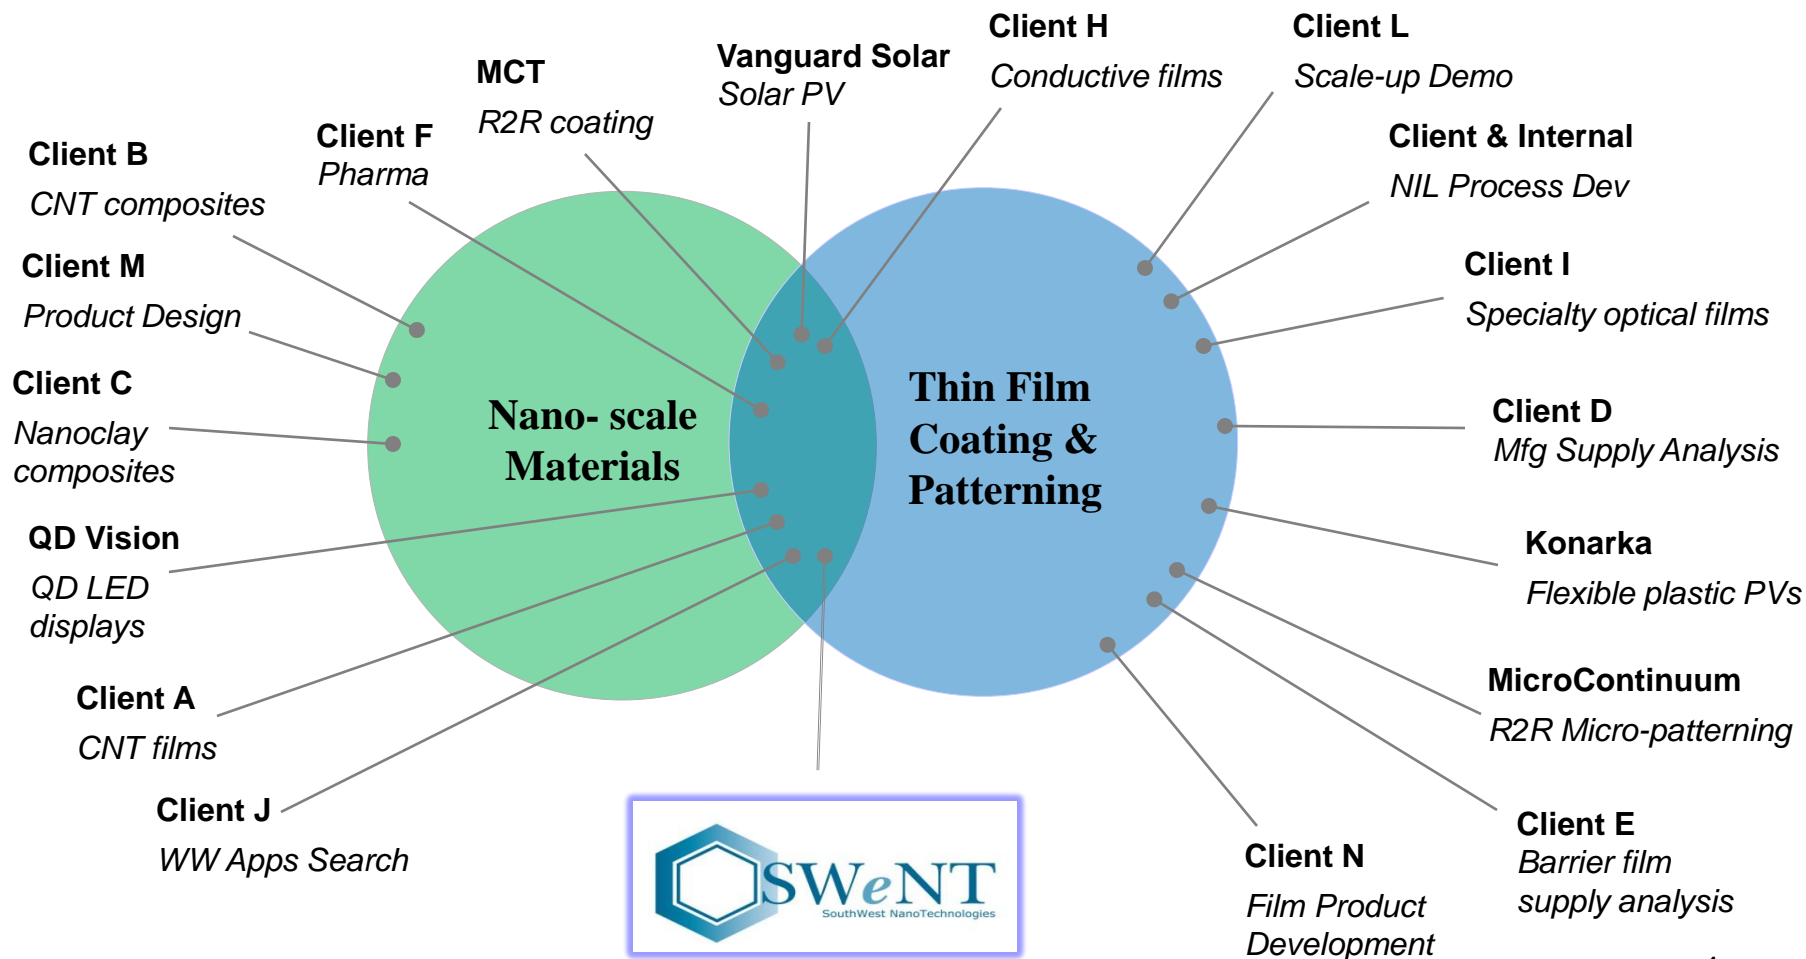 Client H
Conductive films
Client L
Scale-up Demo
Vanguard Solar
Solar PV
MCT
R2R coating
Client F
Pharma
Client & Internal
NIL Process Dev
Client B
CNT composites
Client M
Product Design
Client I
Specialty optical films
Client C
Nanoclay
composites
Nano- scale
Materials
Thin Film
Coating &
Patterning
Client D
Mfg Supply Analysis
QD Vision
QD LED
displays
Konarka
Flexible plastic PVs
Client A
CNT films
MicroContinuum
R2R Micro-patterning
Client J
WW Apps Search
SWeNT
SouthWest NanoTechnologies
Client N
Film Product
Development
Client E
Barrier film
supply analysis